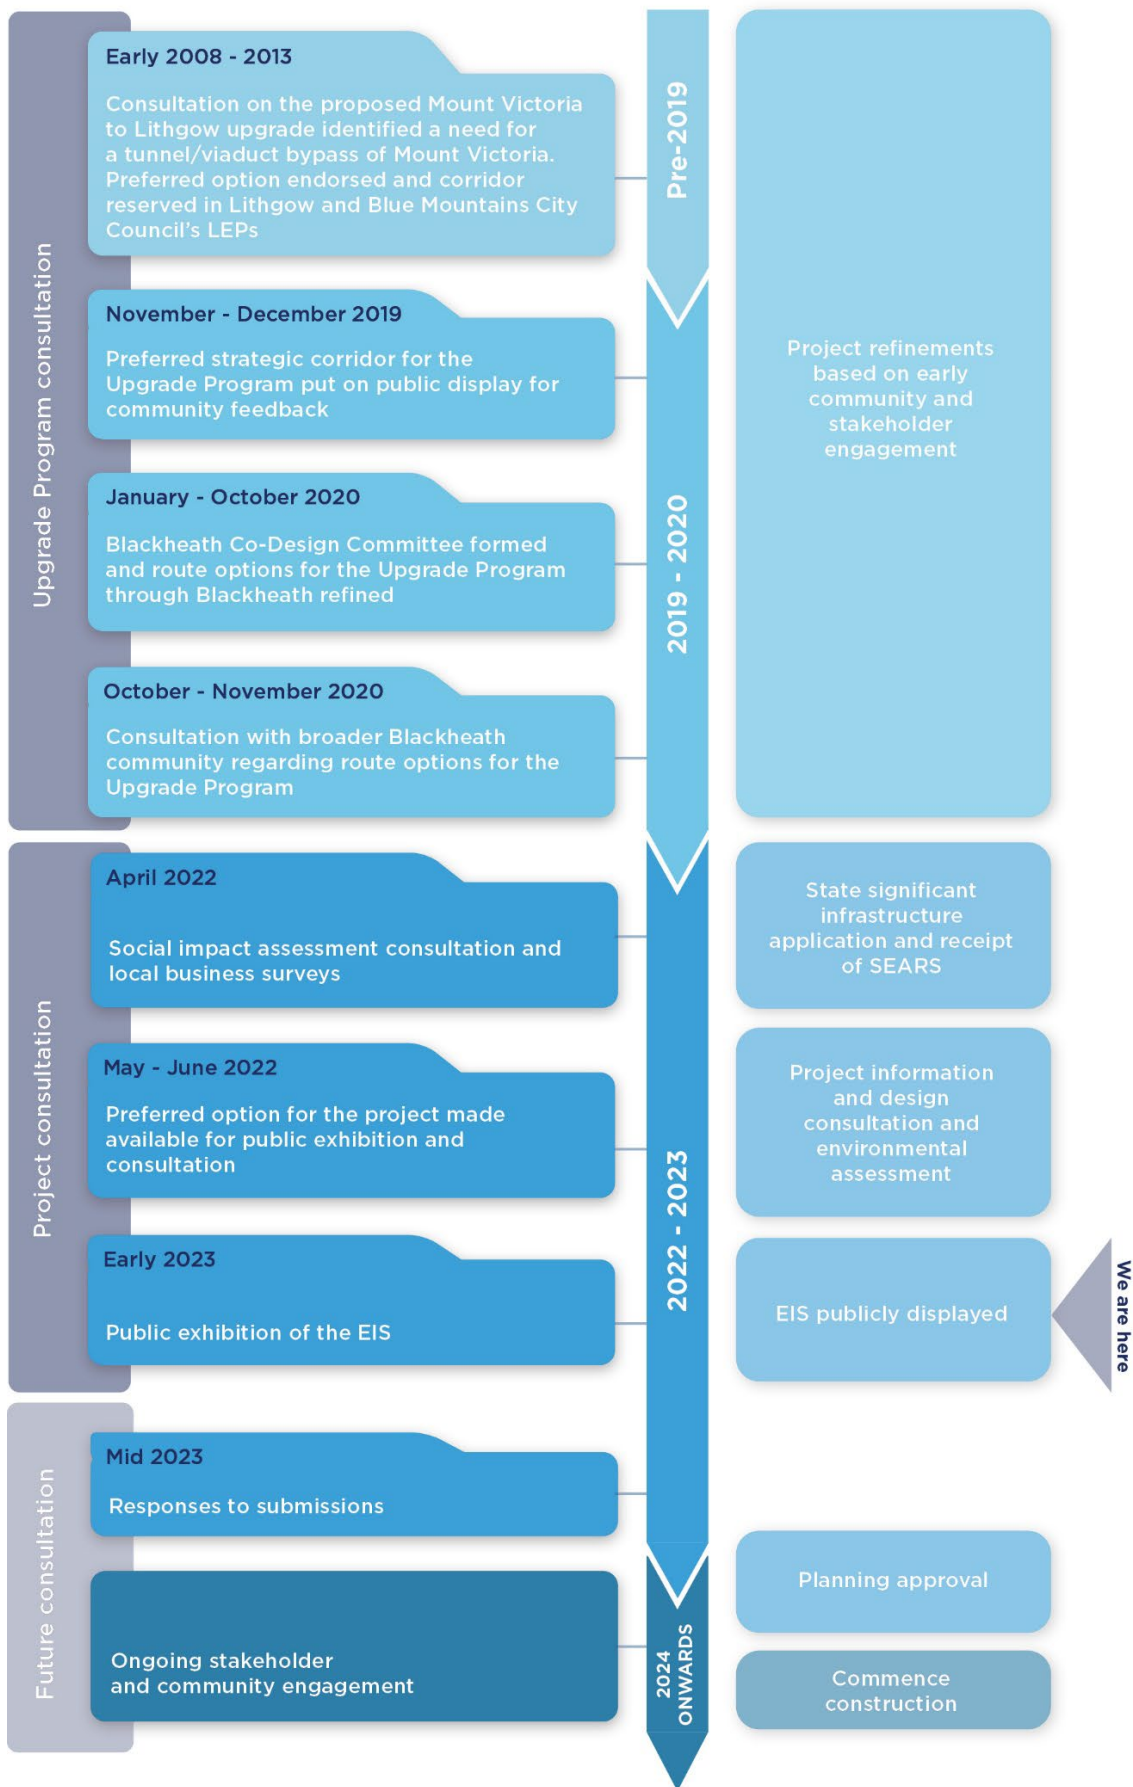 Upgrade Program consultation
Early 2008 - 2013
Consultation on the proposed Mount Victoria
to Lithgow upgrade identified a need for
a tunnel/viaduct bypass of Mount Victoria.
Preferred option endorsed and corridor
reserved in Lithgow and Blue Mountains City
Council's LEPs
November - December 2019
Preferred strategic corridor for the
Upgrade Program put on public display for
community feedback
January - October 2020
Blackheath Co-Design Committee formed
and route options for the Upgrade Program
through Blackheath refined
October - November 2020
Consultation with broader Blackheath
community regarding route options for the
Upgrade Program
Pre-2019
2019 - 2020
Project refinements
based on early
community and
stakeholder
engagement
Project consultation
April 2022
Social impact assessment consultation and
local business surveys
May - June 2022
Preferred option for the project made
available for public exhibition and
consultation
Early 2023
Public exhibition of the EIS
2022 - 2023
State significant
infrastructure
application and receipt
of SEARS
Project information
and design
consultation and
environmental
assessment
EIS publicly displayed
We are here
Future consultation
Mid 2023
Responses to submissions
Ongoing stakeholder
and community engagement
2024
ONWARDS
Planning approval
Commence
construction